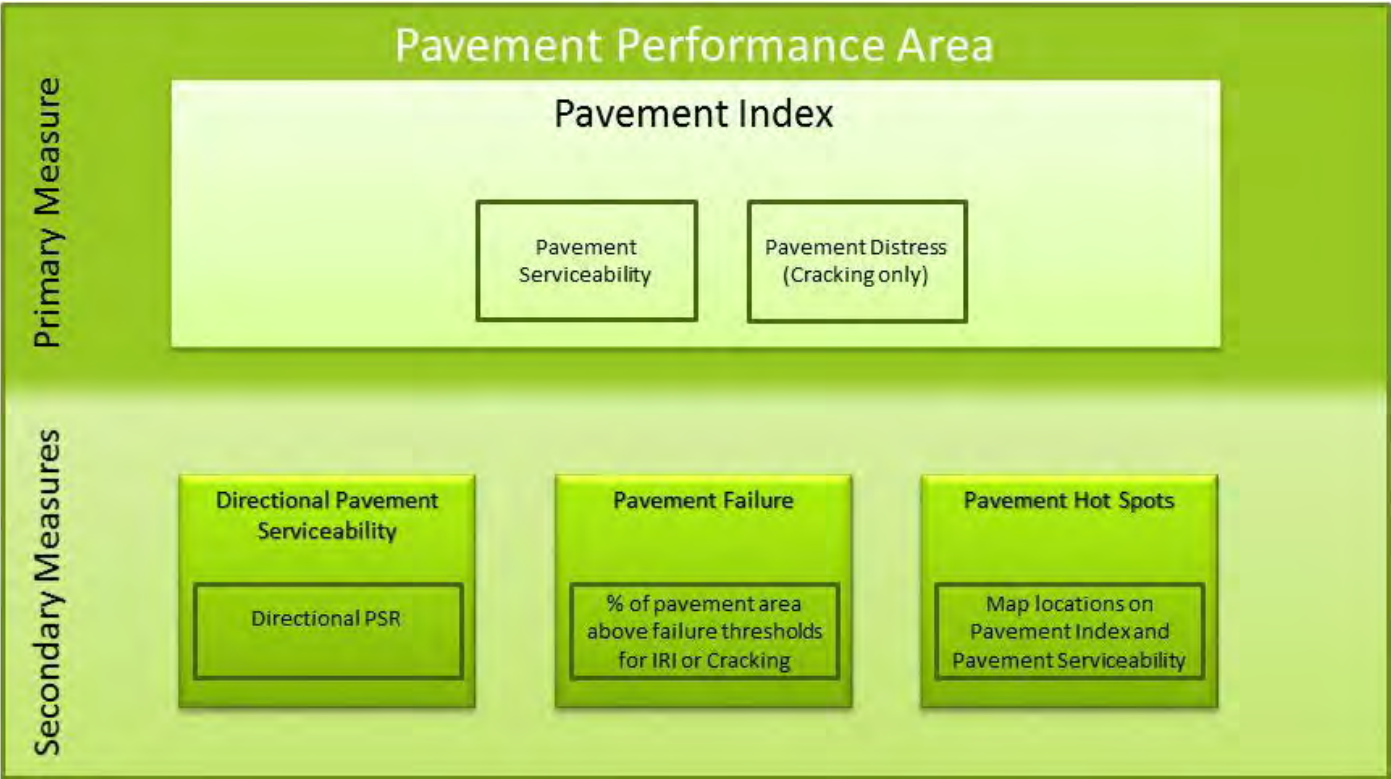 Pavement Performance Area
Primary Measure
Pavement Index
Pavement
Serviceability
Pavement Distress
(Cracking only)
Secondary Measures
Directional Pavement
Serviceability
Directional PSR
Pavement Failure
% of pavement area
above failure thresholds
for IRI or Cracking
Pavement Hot Spots
Map locations on
Pavement Index and
Pavement Serviceability